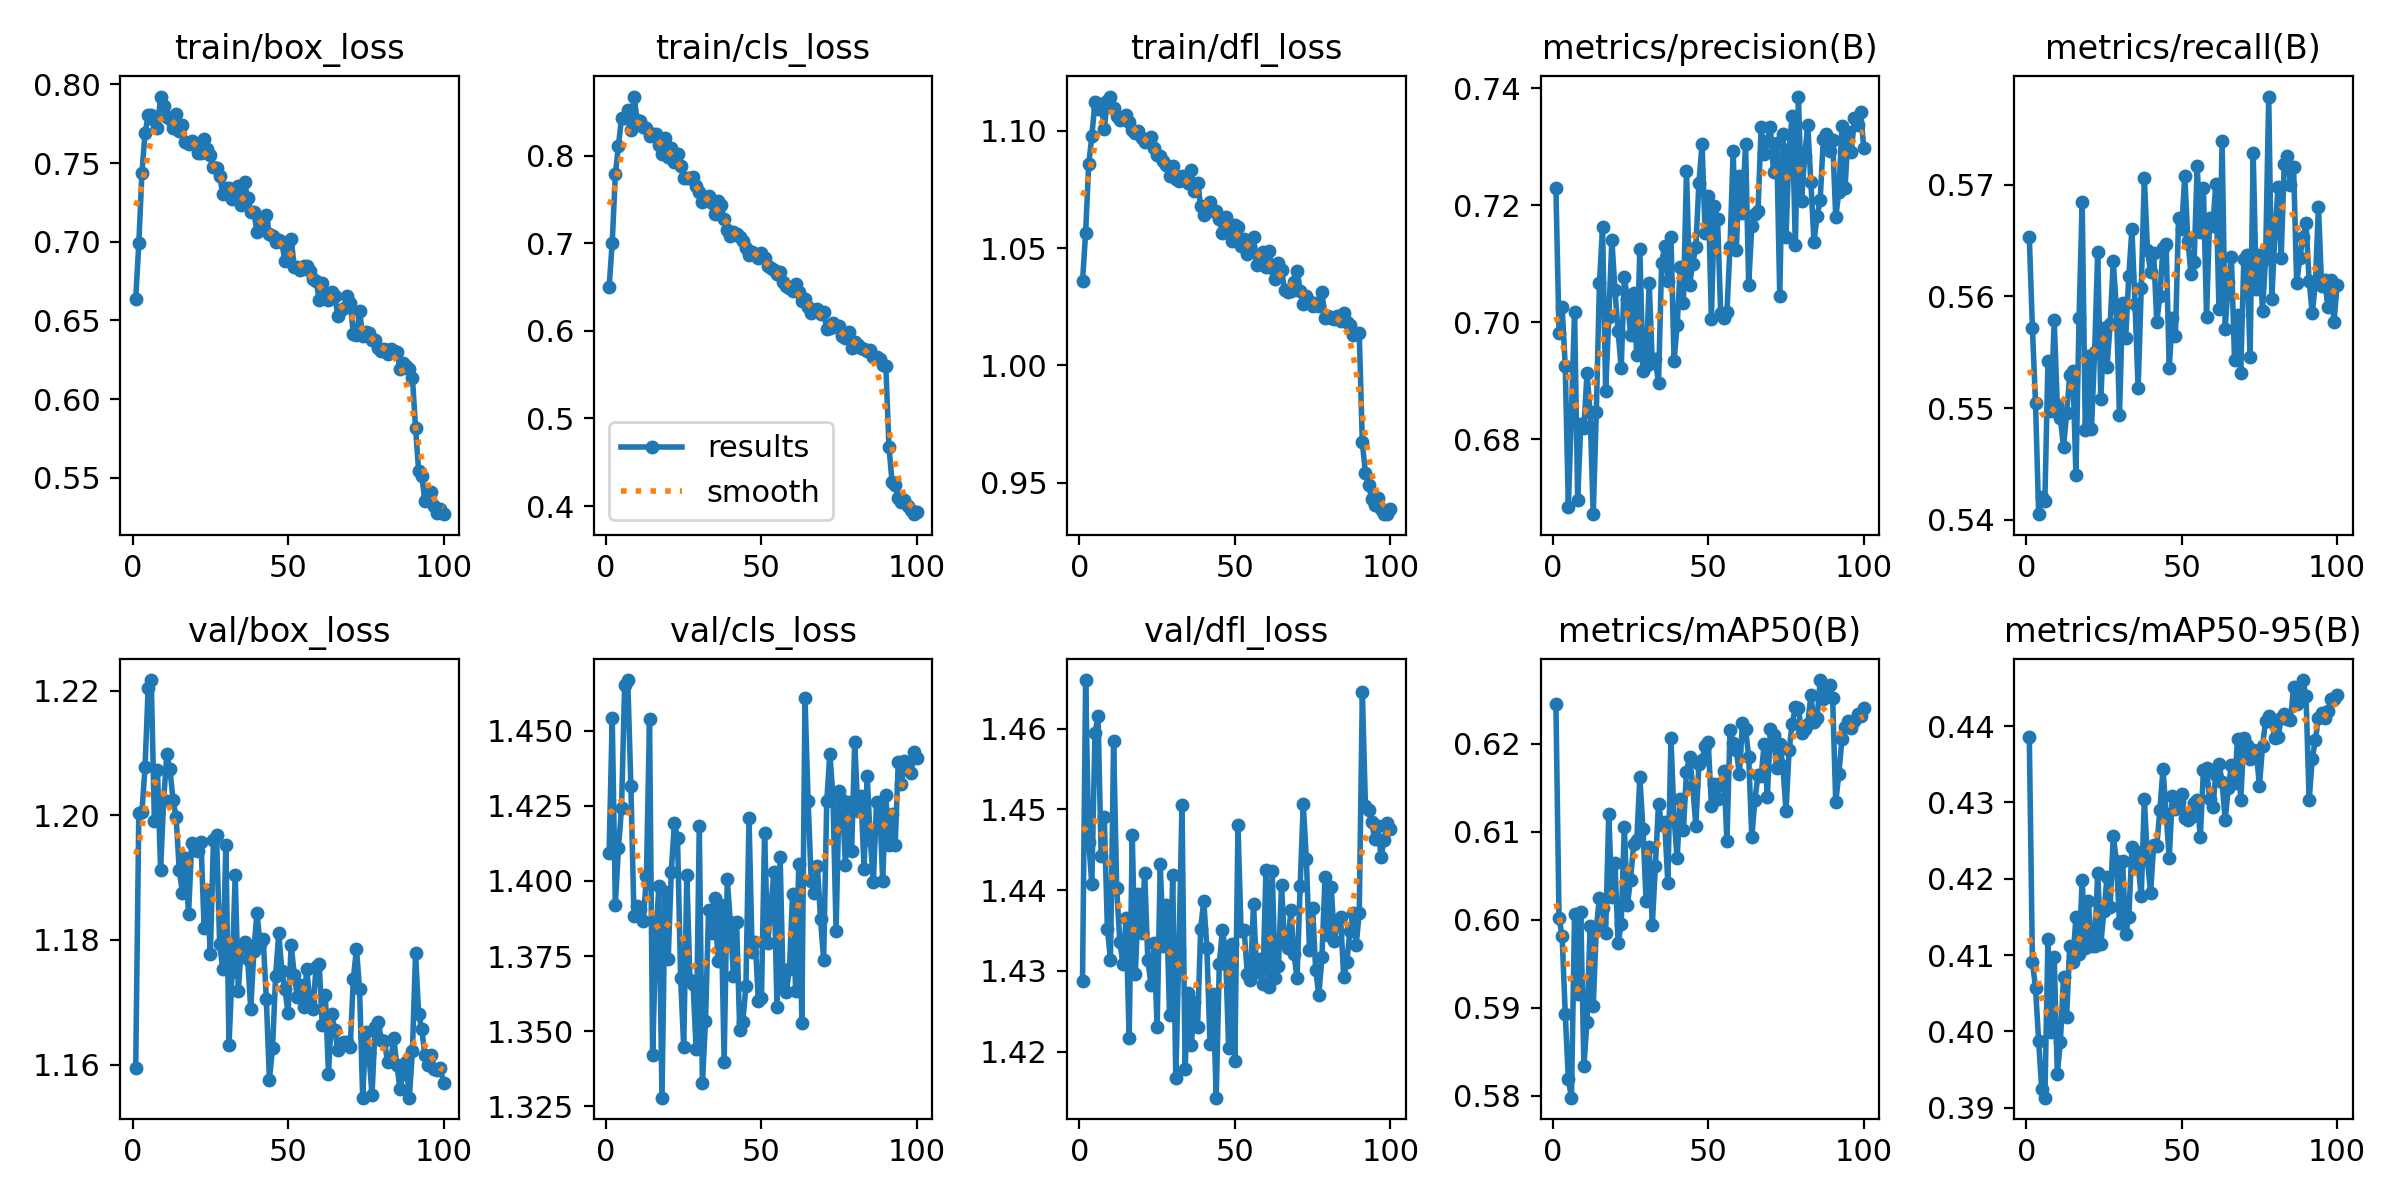 train/box_loss
0.80
0.75
0.70
0.65
0.60
0.55
0 50 100
train/cls_loss
0.8
0.7
0.6
0.5
0.4
results
smooth
0 50 100
train/dfl_loss
1.10
1.05
1.00
0.95
0 50 100
metrics/precision(B)
0.74
0.72
0.70
0.68
0 50 100
metrics/recall(B)
0.57
0.56
0.55
0.54
0 50 100
val/box_loss
1.22
1.20
1.18
1.16
0 50 100
val/cls_loss
1.450
1.425
1.400
1.375
1.350
1.325
0 50 100
val/dfl_loss
1.46
1.45
1.44
1.43
1.42
0 50 100
metrics/mAP50(B)
0.62
0.61
0.60
0.59
0.58
0 50 100
metrics/mAP50-95(B)
0.44
0.43
0.42
0.41
0.40
0.39
0 50 100